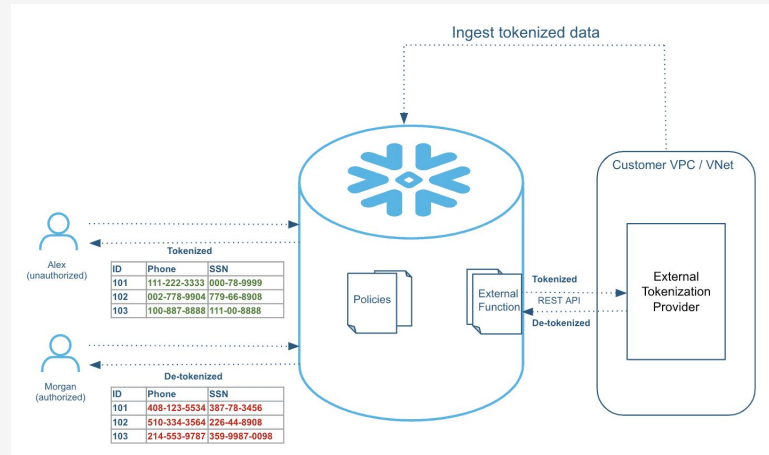 Ingest tokenized data
Customer VPC / VNet
Alex
(unauthorized)
Tokenized
ID Phone SSN
101 111-222-3333 000-78-9999
102 002-778-9904 779-66-8908
103 100-887-8888 111-00-8888
Policies
External
Function
Tokenized
REST API
De-tokenized
External
Tokenization
Provider
Morgan
(authorized)
De-tokenized
ID Phone SSN
101 408-123-5534 387-78-3456
102 510-334-3564 226-44-8908
103 214-553-9787 359-9987-0098